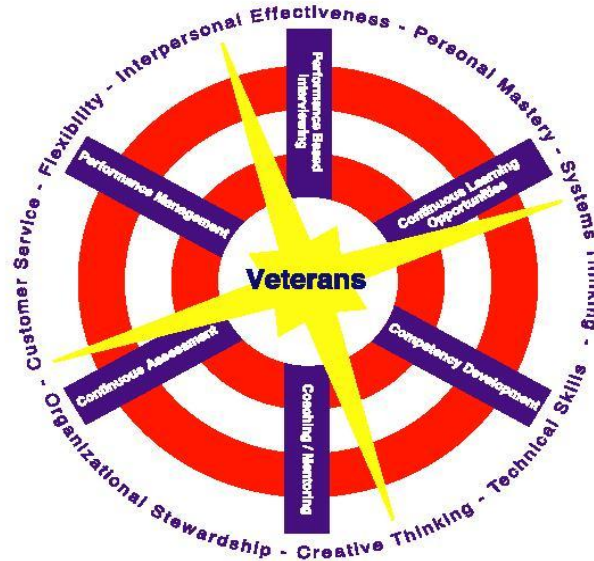 Customer Service - Flexibility - Interpersonal Effectiveness - Personal Mastery - Systems Thinking -
Organizational Stewardship - Creative Thinking - Technical Skills -
Performance Based
Interviewing
Continuous Learning
Opportunities
Competency Development
Coaching / Mentoring
Continuous Assessment
Performance Management
Veterans